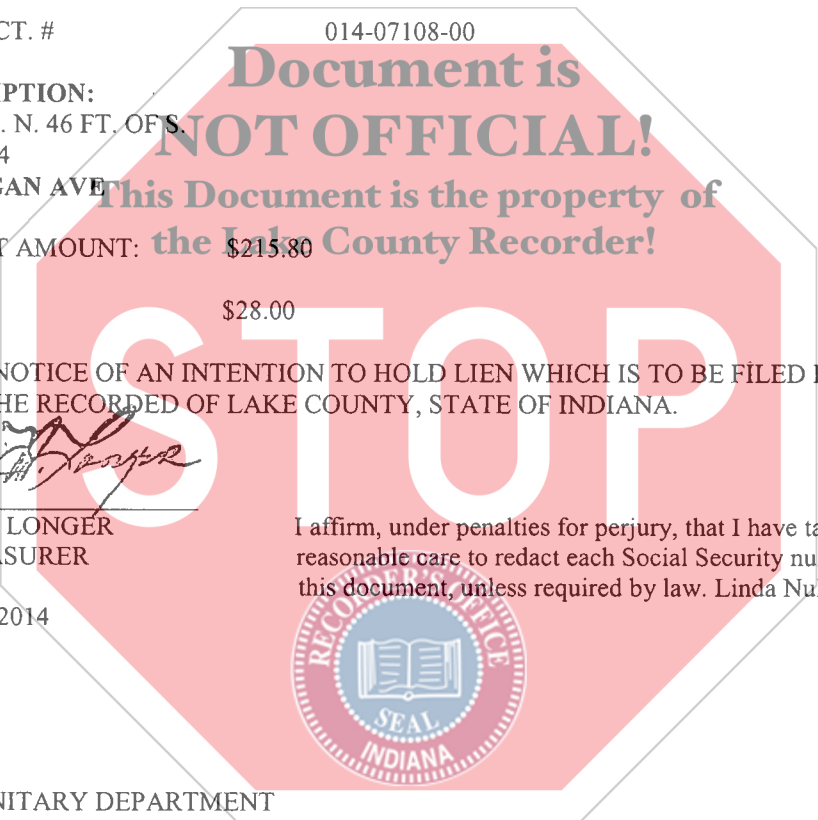 CT. # 014-07108-00
Document is
IPTION:
. N. 46 FT. OF S.
NOT OFFICIAL!
4
GAN AVE
This Document is the property of
T AMOUNT: $215.80
the Lake County Recorder!
$28.00
STOP
NOTICE OF AN INTENTION TO HOLD LIEN WHICH IS TO BE FILED
HE RECORDED OF LAKE COUNTY, STATE OF INDIANA.
LONGER
ASURER
I affirm, under penalties for perjury, that I have ta
reasonable care to redact each Social Security nu
this document, unless required by law. Linda Nu
2014
RECORDER'S OFFICE
SEAL
INDIANA
NITARY DEPARTMENT